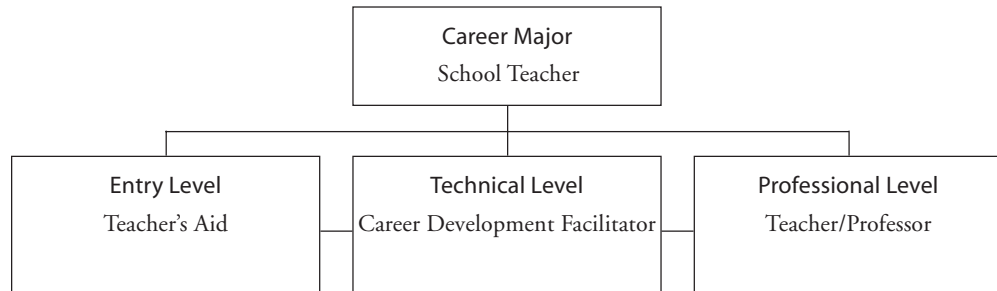 Career Major
School Teacher
Entry Level
Teacher’s Aid
Technical Level
Career Development Facilitator
Professional Level
Teacher/Professor